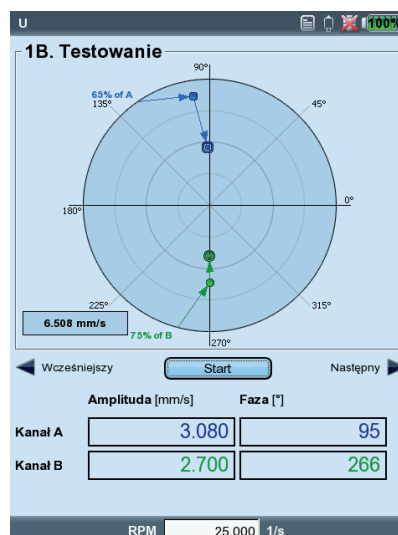 U
100%
1B. Testowanie
90°
65% of A
135°
45°
180°
0°
225°
315°
6.508 mm/s
75% of B
270°
Wcześniejszy
Start
Następny
Amplituda [mm/s]
Faza [°]
Kanał A
3.080
95
Kanał B
2.700
266
RPM
25.000
1/s